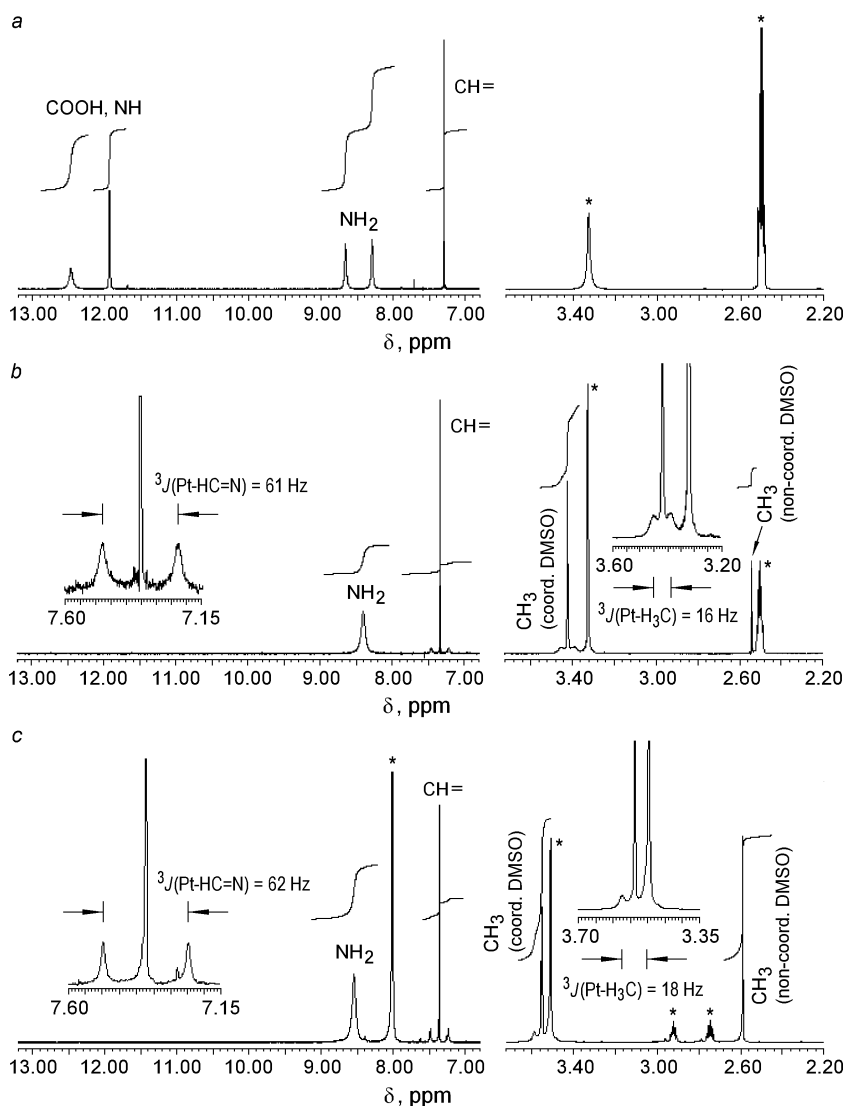 a
COOH, NH
NH2
CH=
*
*
13.00 12.00 11.00 10.00 9.00 8.00 7.00
δ, ppm
3.40 3.00 2.60 2.20
δ, ppm
b
3J(Pt-HC=N) = 61 Hz
7.60 7.15
NH2
CH=
CH3
(coord. DMSO)
*
3.60 3.20
3J(Pt-H3C) = 16 Hz
CH3
(non-coord. DMSO)
*
13.00 12.00 11.00 10.00 9.00 8.00 7.00
δ, ppm
3.40 3.00 2.60 2.20
δ, ppm
c
3J(Pt-HC=N) = 62 Hz
7.60 7.15
NH2
*
CH=
CH3
(coord. DMSO)
*
3.70 3.35
3J(Pt-H3C) = 18 Hz
*
*
CH3
(non-coord. DMSO)
13.00 12.00 11.00 10.00 9.00 8.00 7.00
δ, ppm
3.40 3.00 2.60 2.20
δ, ppm